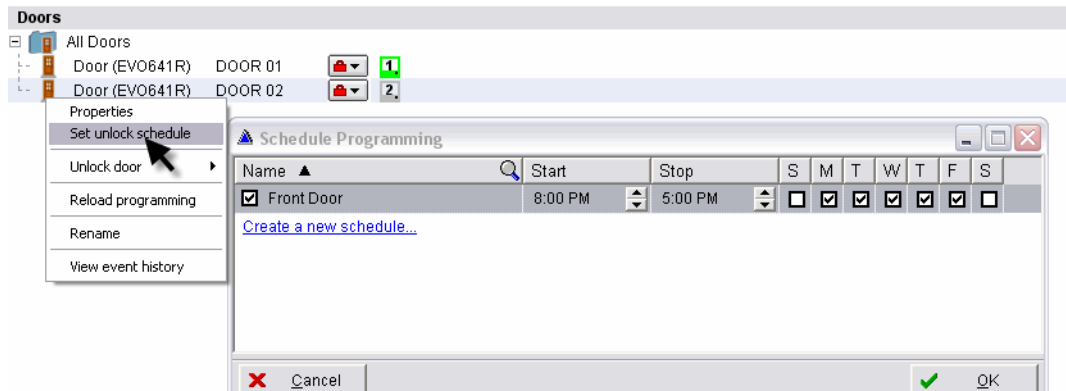 Doors
All Doors
Door (EVO641R) DOOR 01 1.
Door (EVO641R) DOOR 02 2.
Properties
Set unlock schedule
Unlock door
Reload programming
Rename
View event history
Schedule Programming
Name Start Stop S M T W T F S
Front Door 8:00 PM 5:00 PM
Create a new schedule...
Cancel OK